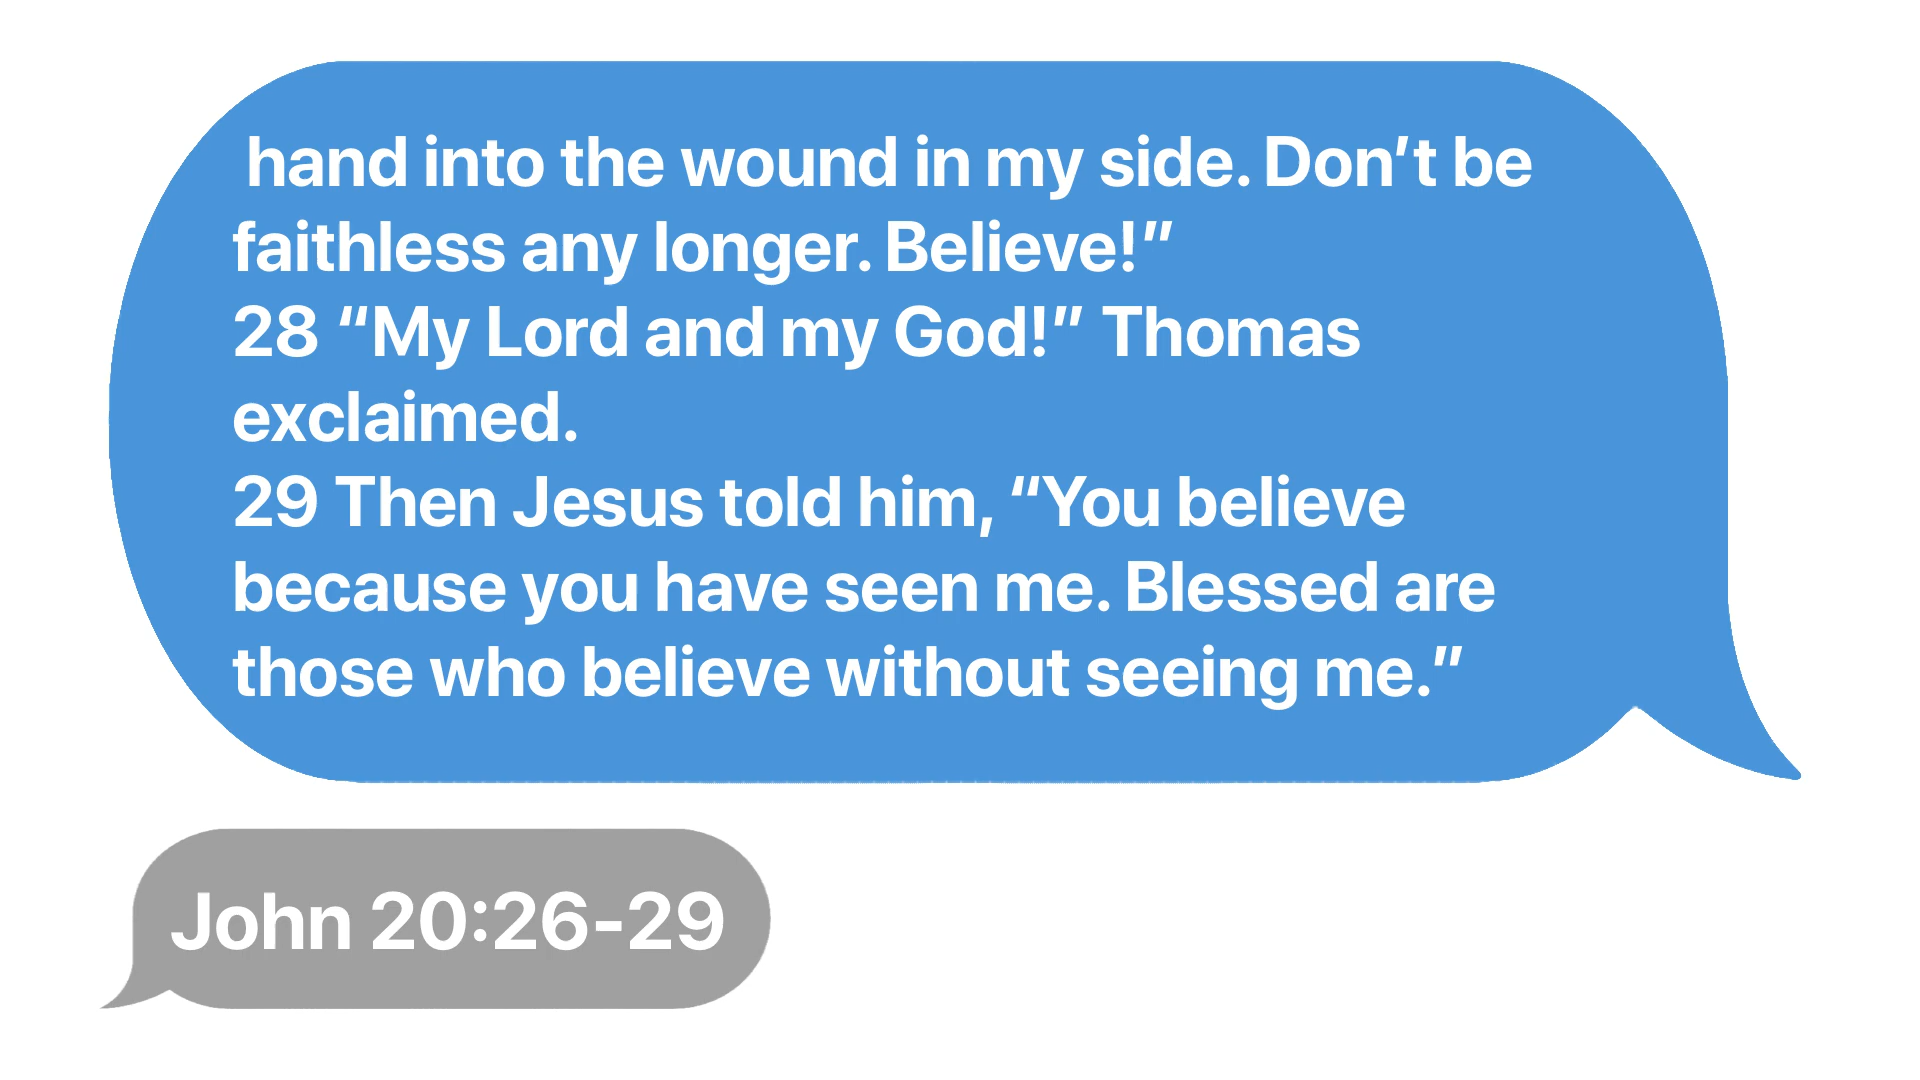 hand into the wound in my side. Don’t be
faithless any longer. Believe!”
28 “My Lord and my God!” Thomas
exclaimed.
29 Then Jesus told him, “You believe
because you have seen me. Blessed are
those who believe without seeing me.”
John 20:26-29